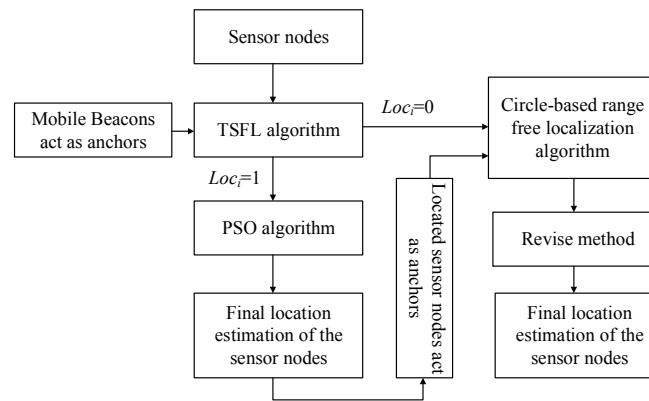 Sensor nodes
Mobile Beacons
act as anchors
TSFL algorithm
Loci=0
Circle-based range
free localization
algorithm
Loci=1
PSO algorithm
Located sensor nodes act
as anchors
Revise method
Final location
estimation of the
sensor nodes
Final location
estimation of the
sensor nodes